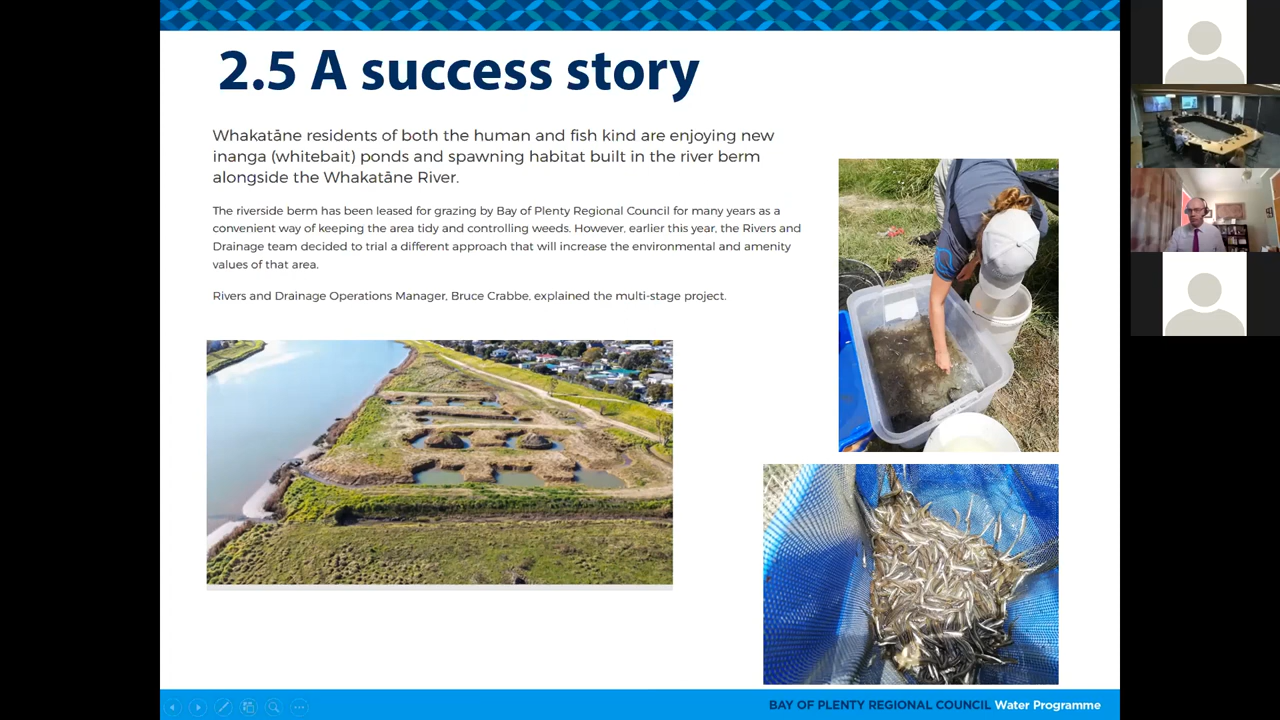 2.5 A success story
Whakatāne residents of both the human and fish kind are enjoying new
inanga (whitebait) ponds and spawning habitat built in the river berm
alongside the Whakatāne River.
The riverside berm has been leased for grazing by Bay of Plenty Regional Council for many years as a
convenient way of keeping the area tidy and controlling weeds. However, earlier this year, the Rivers and
Drainage team decided to trial a different approach that will increase the environmental and amenity
values of that area.
Rivers and Drainage Operations Manager, Bruce Crabbe, explained the multi-stage project.
BAY OF PLENTY REGIONAL COUNCIL Water Programme